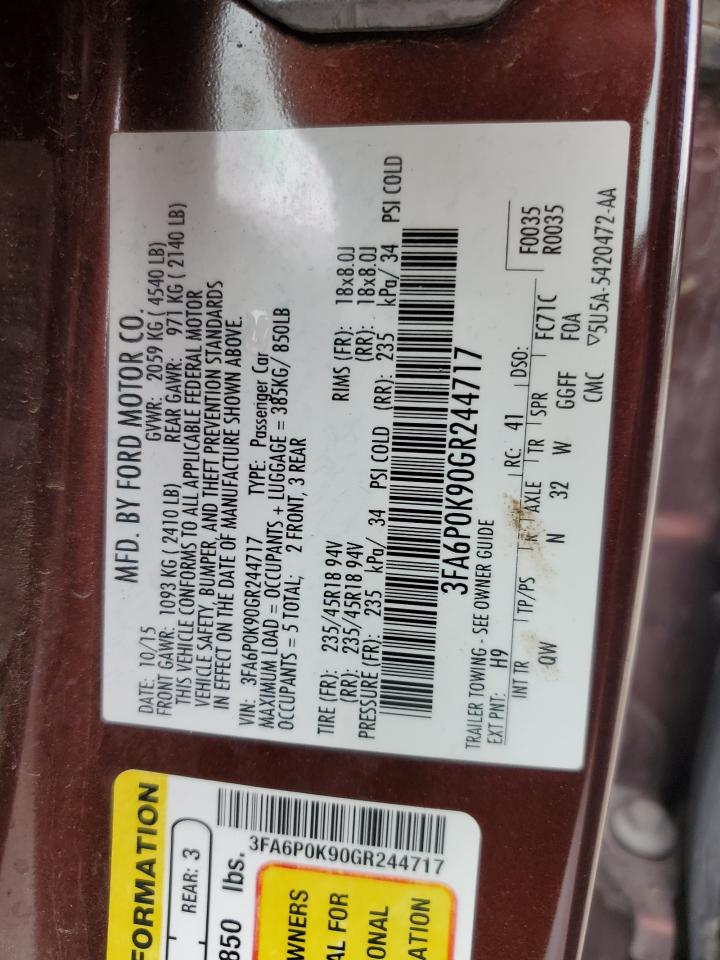 MFD. BY FORD MOTOR CO.
DATE: 10/15 GVWR: 2059 KG ( 4540 LB)
FRONT GAWR: 1093 KG ( 2410 LB) REAR GAWR: 971 KG ( 2140 LB)
THIS VEHICLE CONFORMS TO ALL APPLICABLE FEDERAL MOTOR
VEHICLE SAFETY, BUMPER, AND THEFT PREVENTION STANDARDS
IN EFFECT ON THE DATE OF MANUFACTURE SHOWN ABOVE.
VIN: 3FA6P0K90GR244717 TYPE: Passenger Car
MAXIMUM LOAD = OCCUPANTS + LUGGAGE = 385KG/ 850LB
OCCUPANTS = 5 TOTAL; 2 FRONT, 3 REAR
TIRE (FR): 235/45R18 94V RIMS (FR): 18x8.0J
(RR): 235/45R18 94V (RR): 18x8.0J
PRESSURE (FR): 235 kPa/ 34 PSI COLD (RR): 235 kPa/ 34 PSI COLD
3FA6P0K90GR244717
TRAILER TOWING - SEE OWNER GUIDE
EXT PNT: H9 RC: 41 DSO: F0035
R0035
INT TR TP/PS R AXLE TR SPR FC71C
QW N 32 W GGFF F0A
CMC ▽5U5A-5420472-AA
FORMATION
REAR: 3
850 lbs.
3FA6P0K90GR244717
WNERS
AL FOR
ONAL
ATION